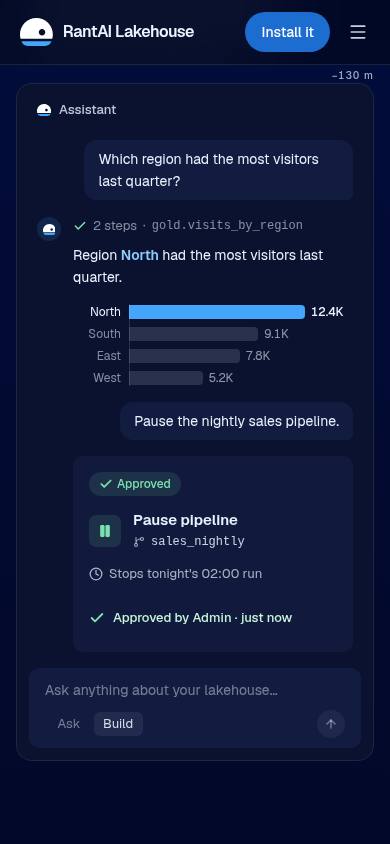 RantAI Lakehouse
Install it
−130 m
Assistant
Which region had the most visitors
last quarter?
2 steps · gold.visits_by_region
Region North had the most visitors last
quarter.
North 12.4K
South 9.1K
East 7.8K
West 5.2K
Pause the nightly sales pipeline.
Approved
Pause pipeline
sales_nightly
Stops tonight's 02:00 run
Approved by Admin · just now
Ask anything about your lakehouse…
Ask Build